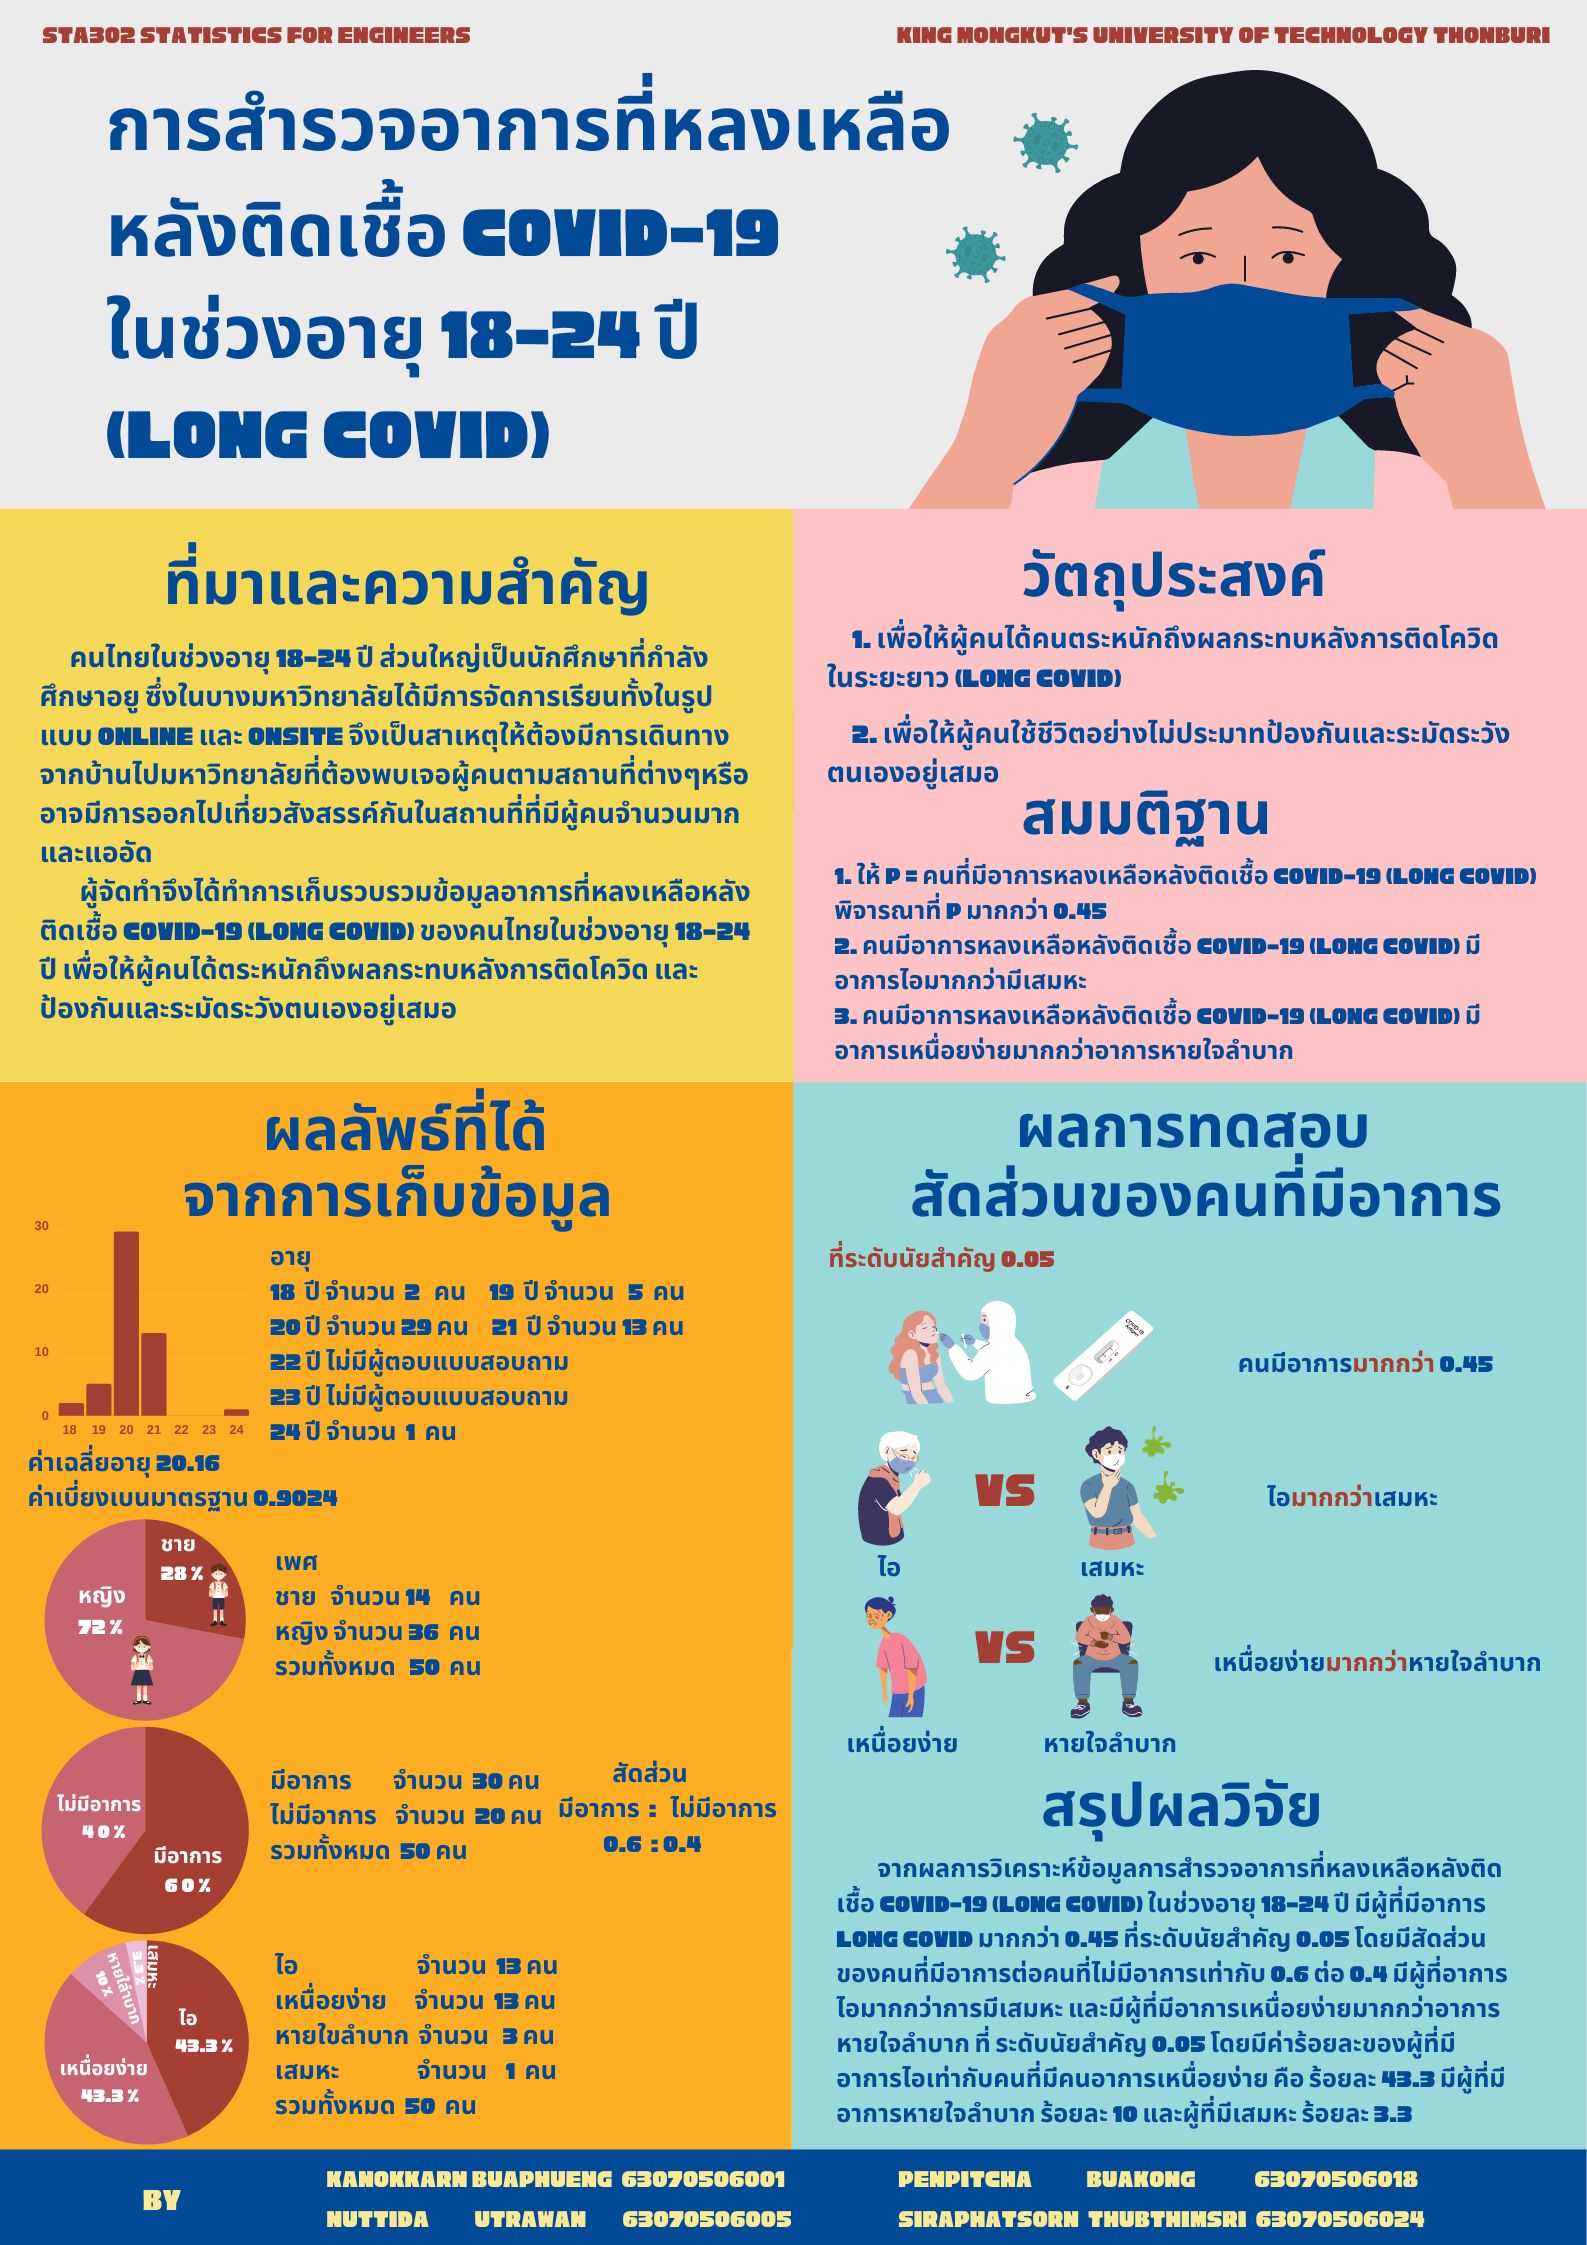 STA302 STATISTICS FOR ENGINEERS
KING MONGKUT'S UNIVERSITY OF TECHNOLOGY THONBURI
การสำรวจอาการที่หลงเหลือ
หลังติดเชื้อ COVID-19
ในช่วงอายุ 18-24 ปี
(LONG COVID)
ที่มาและความสำคัญ
คนไทยในช่วงอายุ 18-24 ปี ส่วนใหญ่เป็นนักศึกษาที่กำลัง
ศึกษาอยู่ ซึ่งในบางมหาวิทยาลัยได้มีการจัดการเรียนทั้งในรูป
แบบ ONLINE และ ONSITE จึงเป็นสาเหตุให้ต้องมีการเดินทาง
จากบ้านไปมหาวิทยาลัยที่ต้องพบเจอผู้คนตามสถานที่ต่างๆหรือ
อาจมีการออกไปเที่ยวสังสรรค์กันในสถานที่ที่มีผู้คนจำนวนมาก
และแออัด
ผู้จัดทำจึงได้ทำการเก็บรวบรวมข้อมูลอาการที่หลงเหลือหลัง
ติดเชื้อ COVID-19 (LONG COVID) ของคนไทยในช่วงอายุ 18-24
ปี เพื่อให้ผู้คนได้ตระหนักถึงผลกระทบหลังการติดโควิด และ
ป้องกันและระมัดระวังตนเองอยู่เสมอ
วัตถุประสงค์
1. เพื่อให้ผู้คนได้คนตระหนักถึงผลกระทบหลังการติดโควิด
ในระยะยาว (LONG COVID)
2. เพื่อให้ผู้คนใช้ชีวิตอย่างไม่ประมาทป้องกันและระมัดระวัง
ตนเองอยู่เสมอ
สมมติฐาน
1. ให้ P = คนที่มีอาการหลงเหลือหลังติดเชื้อ COVID-19 (LONG COVID)
พิจารณาที่ P มากกว่า 0.45
2. คนมีอาการหลงเหลือหลังติดเชื้อ COVID-19 (LONG COVID) มี
อาการไอมากกว่ามีเสมหะ
3. คนมีอาการหลงเหลือหลังติดเชื้อ COVID-19 (LONG COVID) มี
อาการเหนื่อยง่ายมากกว่าอาการหายใจลำบาก
ผลลัพธ์ที่ได้
จากการเก็บข้อมูล
30
20
10
0
18 19 20 21 22 23 24
อายุ
18 ปี จำนวน 2 คน 19 ปี จำนวน 5 คน
20 ปี จำนวน 29 คน 21 ปี จำนวน 13 คน
22 ปี ไม่มีผู้ตอบแบบสอบถาม
23 ปี ไม่มีผู้ตอบแบบสอบถาม
24 ปี จำนวน 1 คน
ค่าเฉลี่ยอายุ 20.16
ค่าเบี่ยงเบนมาตรฐาน 0.9024
ชาย
28 %
หญิง
72 %
เพศ
ชาย จำนวน 14 คน
หญิง จำนวน 36 คน
รวมทั้งหมด 50 คน
ไม่มีอาการ
40%
มีอาการ
60%
มีอาการ จำนวน 30 คน
ไม่มีอาการ จำนวน 20 คน
รวมทั้งหมด 50 คน
สัดส่วน
มีอาการ : ไม่มีอาการ
0.6 : 0.4
เสมหะ
3.3 %
หายใลำบาก
10 %
ไอ
43.3 %
เหนื่อยง่าย
43.3 %
ไอ จำนวน 13 คน
เหนื่อยง่าย จำนวน 13 คน
หายใขลำบาก จำนวน 3 คน
เสมหะ จำนวน 1 คน
รวมทั้งหมด 50 คน
ผลการทดสอบ
สัดส่วนของคนที่มีอาการ
ที่ระดับนัยสำคัญ 0.05
คนมีอาการมากกว่า 0.45
VS
ไอมากกว่าเสมหะ
ไอ
เสมหะ
VS
เหนื่อยง่ายมากกว่าหายใจลำบาก
เหนื่อยง่าย
หายใจลำบาก
สรุปผลวิจัย
จากผลการวิเคราะห์ข้อมูลการสำรวจอาการที่หลงเหลือหลังติด
เชื้อ COVID-19 (LONG COVID) ในช่วงอายุ 18-24 ปี มีผู้ที่มีอาการ
LONG COVID มากกว่า 0.45 ที่ระดับนัยสำคัญ 0.05 โดยมีสัดส่วน
ของคนที่มีอาการต่อคนที่ไม่มีอาการเท่ากับ 0.6 ต่อ 0.4 มีผู้ที่อาการ
ไอมากกว่าการมีเสมหะ และมีผู้ที่มีอาการเหนื่อยง่ายมากกว่าอาการ
หายใจลำบาก ที่ ระดับนัยสำคัญ 0.05 โดยมีค่าร้อยละของผู้ที่มี
อาการไอเท่ากับคนที่มีคนอาการเหนื่อยง่าย คือ ร้อยละ 43.3 มีผู้ที่มี
อาการหายใจลำบาก ร้อยละ 10 และผู้ที่มีเสมหะ ร้อยละ 3.3
BY
KANOKKARN BUAPHUENG 63070506001
NUTTIDA UTRAWAN 63070506005
PENPITCHA BUAKONG 63070506018
SIRAPHATSORN THUBTHIMSRI 63070506024